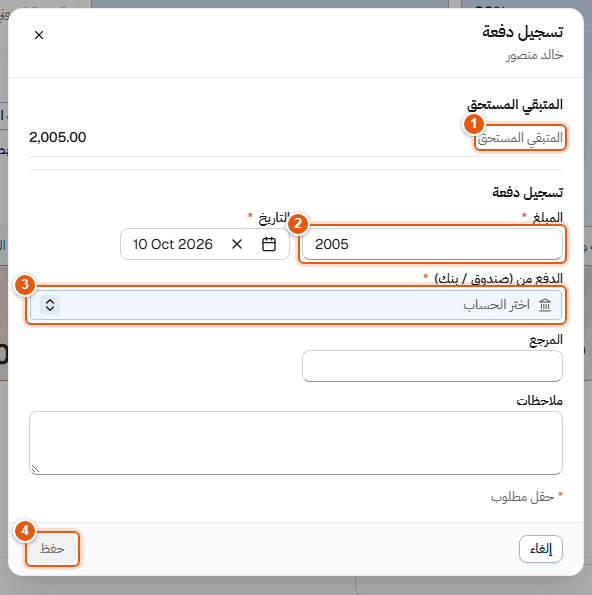 تسجيل دفعة
خالد منصور
المتبقي المستحق
1
المتبقي المستحق 2,005.00
تسجيل دفعة
المبلغ * التاريخ *
2
2005 10 Oct 2026
الدفع من (صندوق / بنك) *
3
اختر الحساب
المرجع
ملاحظات
* حقل مطلوب
4
إلغاء حفظ